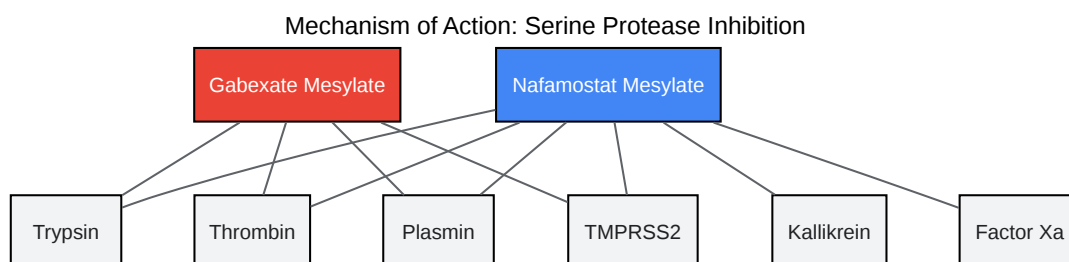 Mechanism of Action: Serine Protease Inhibition
Gabexate Mesylate
Nafamostat Mesylate
Trypsin
Thrombin
Plasmin
TMPRSS2
Kallikrein
Factor Xa